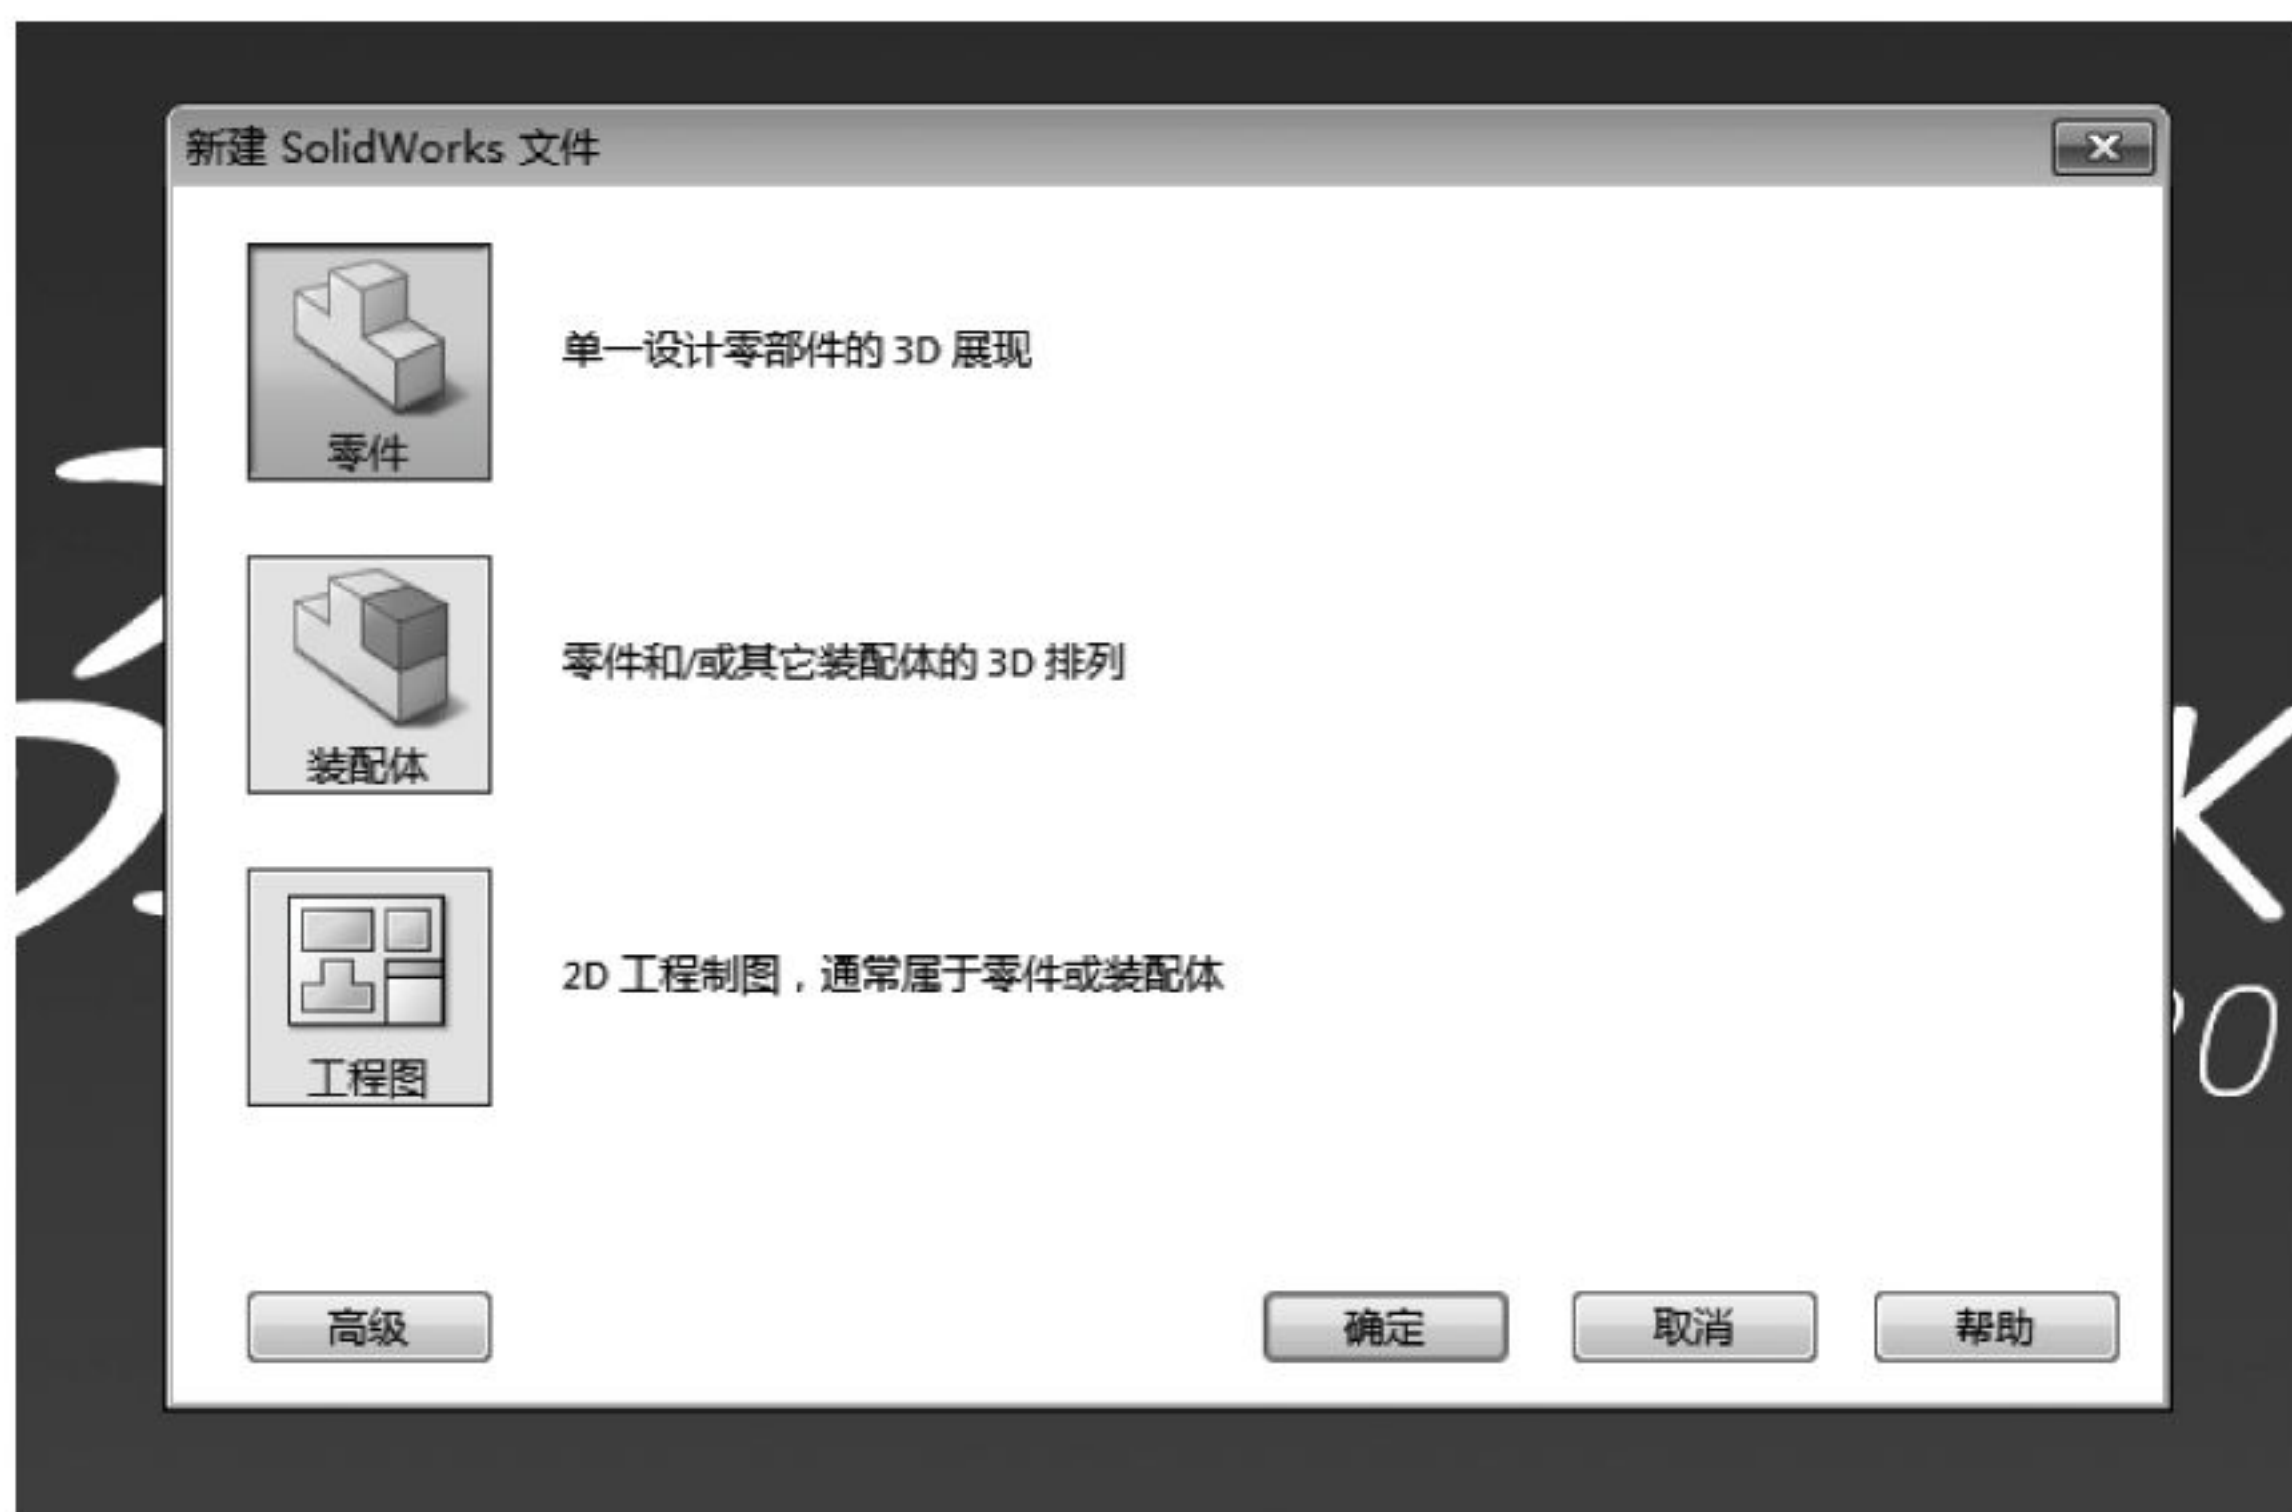 新建 SolidWorks 文件
单一设计零部件的 3D 展现
零件
零件和/或其它装配体的 3D 排列
装配体
2D 工程制图，通常属于零件或装配体
工程图
高级 确定 取消 帮助